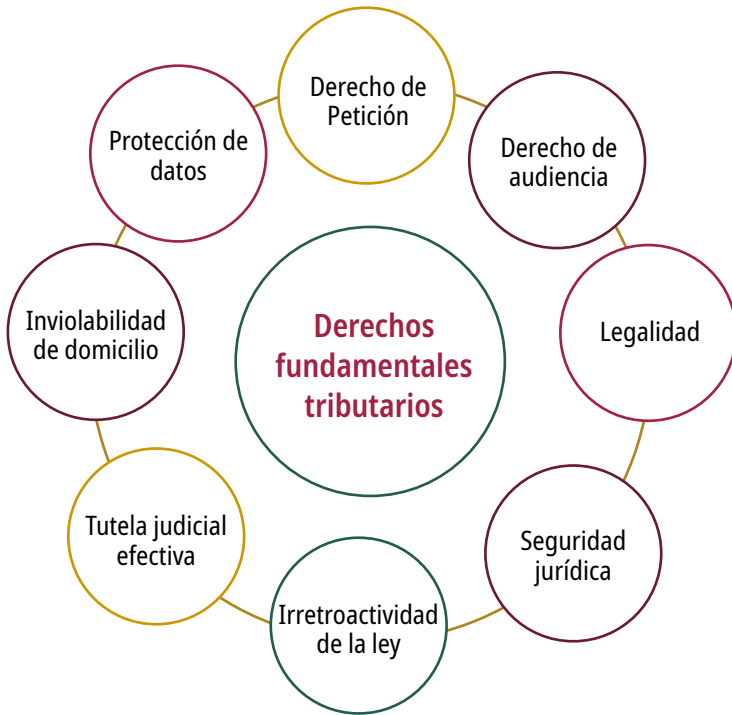 Derecho de
Petición
Protección de
datos
Derecho de
audiencia
Inviolabilidad
de domicilio
Derechos
fundamentales
tributarios
Legalidad
Tutela judicial
efectiva
Seguridad
jurídica
Irretroactividad
de la ley